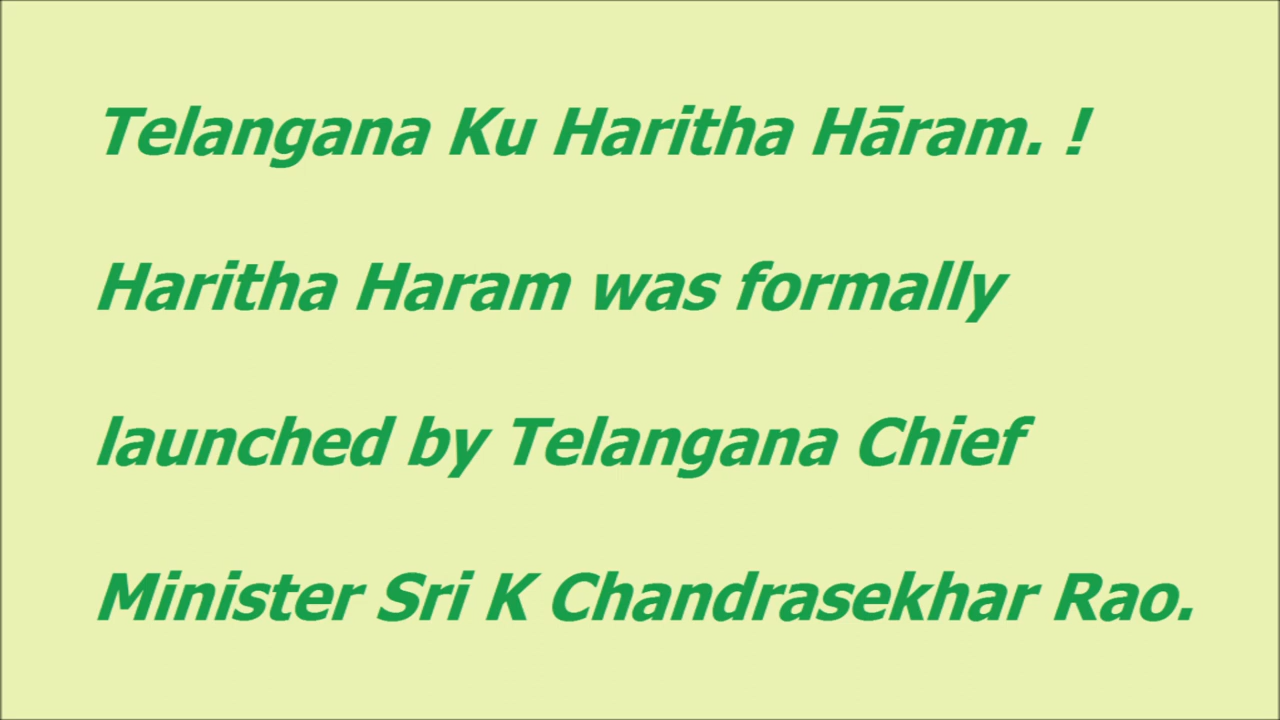 Telangana Ku Haritha Hāram. !
Haritha Haram was formally
launched by Telangana Chief
Minister Sri K Chandrasekhar Rao.